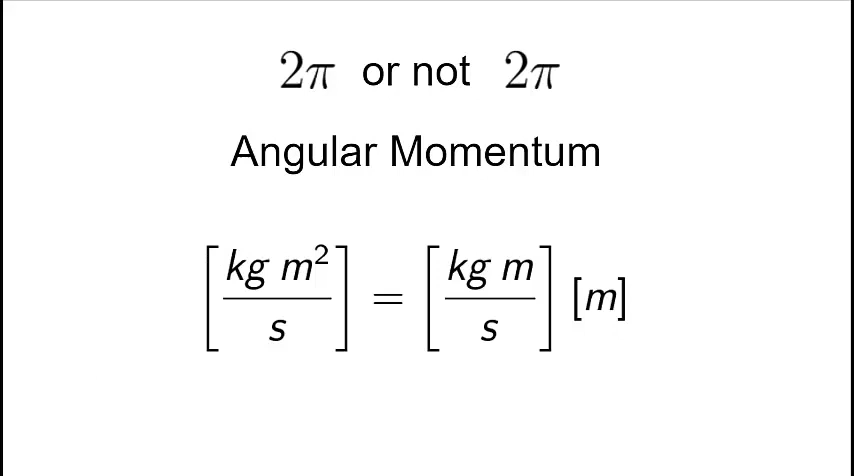 2π or not 2π
Angular Momentum
[kg m²/s] = [kg m/s] [m]